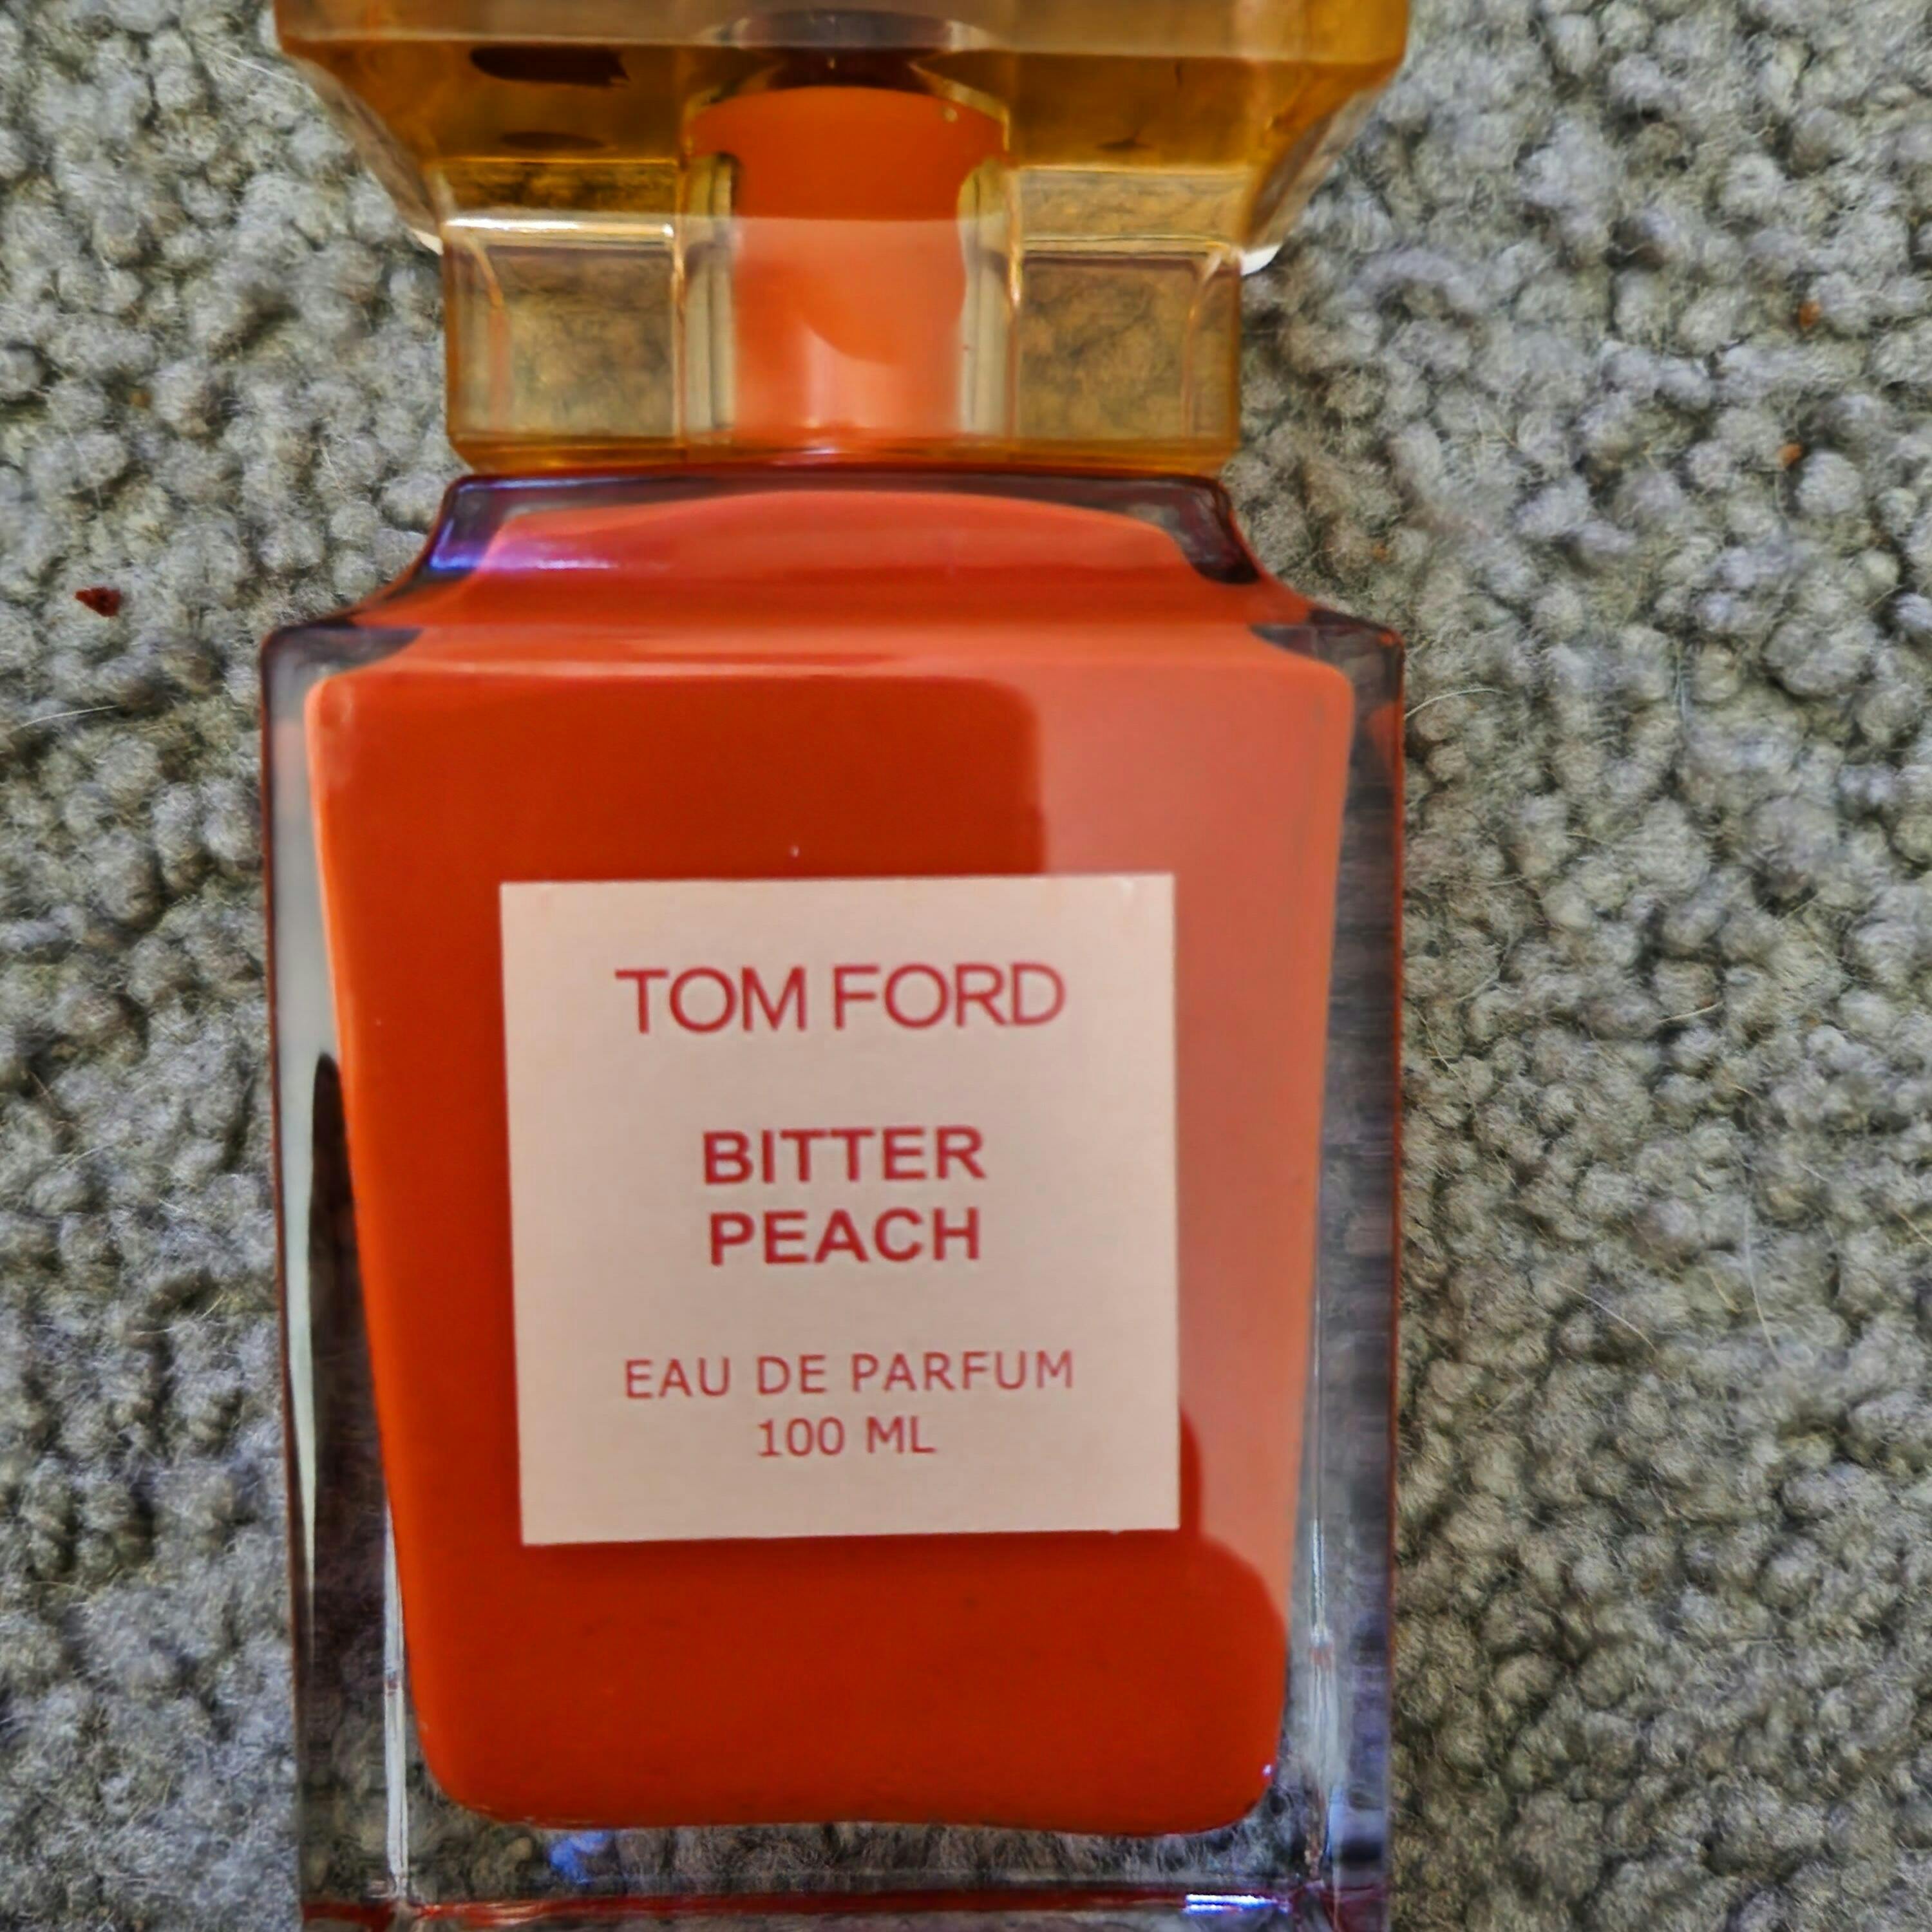 TOM FORD
BITTER
PEACH
EAU DE PARFUM
100 ML